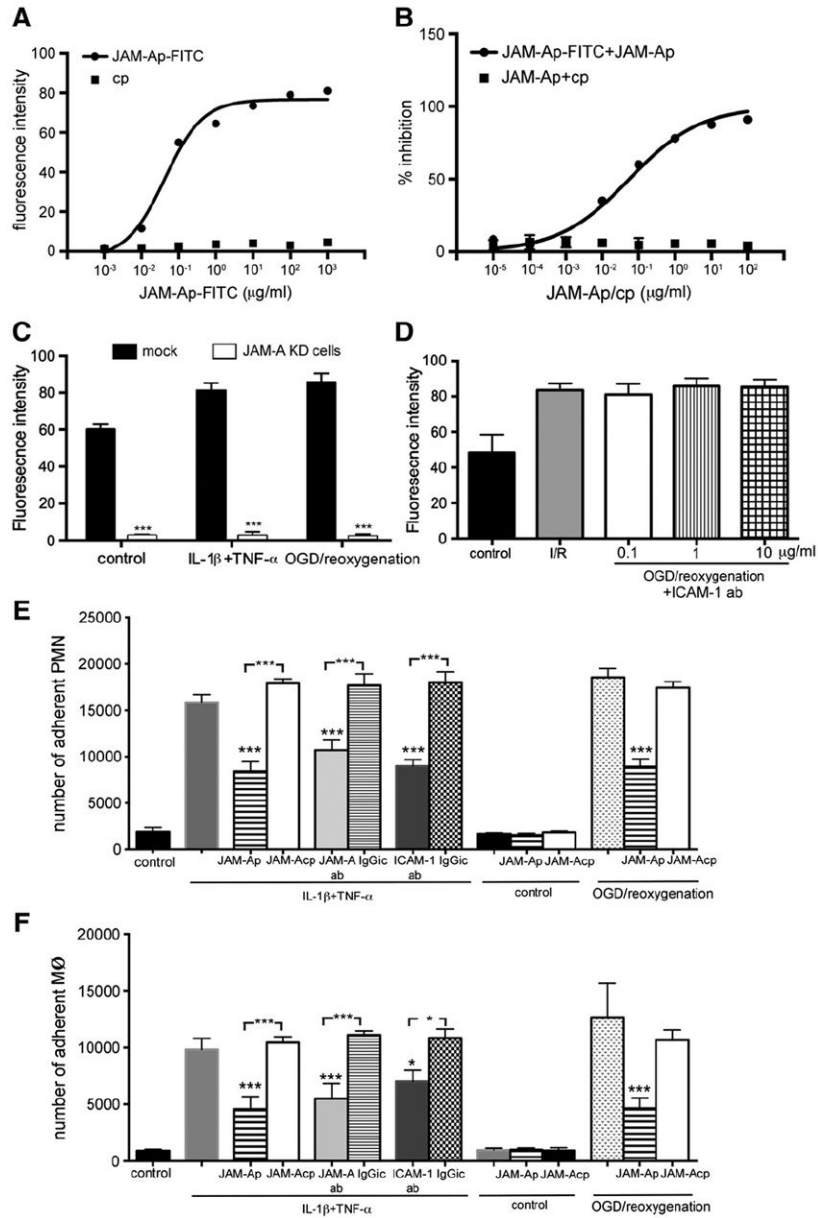 A
JAM-Ap-FITC
cp
fluorescence intensity
100
80
60
40
20
0
10-3 10-2 10-1 100 101 102 103
JAM-Ap-FITC (μg/ml)
B
JAM-Ap-FITC+JAM-Ap
JAM-Ap+cp
% inhibition
150
100
50
0
10-5 10-4 10-3 10-2 10-1 100 101 102
JAM-Ap/cp (μg/ml)
C
mock JAM-A KD cells
Fluoresecnce intensity
100
80
60
40
20
0
*** *** ***
control IL-1β+TNF-α OGD/reoxygenation
D
Fluoresecnce intensity
100
80
60
40
20
0
control I/R 0.1 1 10 μg/ml
OGD/reoxygenation
+ICAM-1 ab
E
number of adherent PMN
25000
20000
15000
10000
5000
0
*** *** ***
*** *** *** ***
control JAM-Ap JAM-Acp JAM-A IgGic ICAM-1 IgGic JAM-Ap JAM-Acp JAM-Ap JAM-Acp
ab ab
IL-1β+TNF-α control OGD/reoxygenation
F
number of adherent MØ
20000
15000
10000
5000
0
*** *** *
*** *** * ***
control JAM-Ap JAM-Acp JAM-A IgGic ICAM-1 IgGic JAM-Ap JAM-Acp JAM-Ap JAM-Acp
ab ab
IL-1β+TNF-α control OGD/reoxygenation